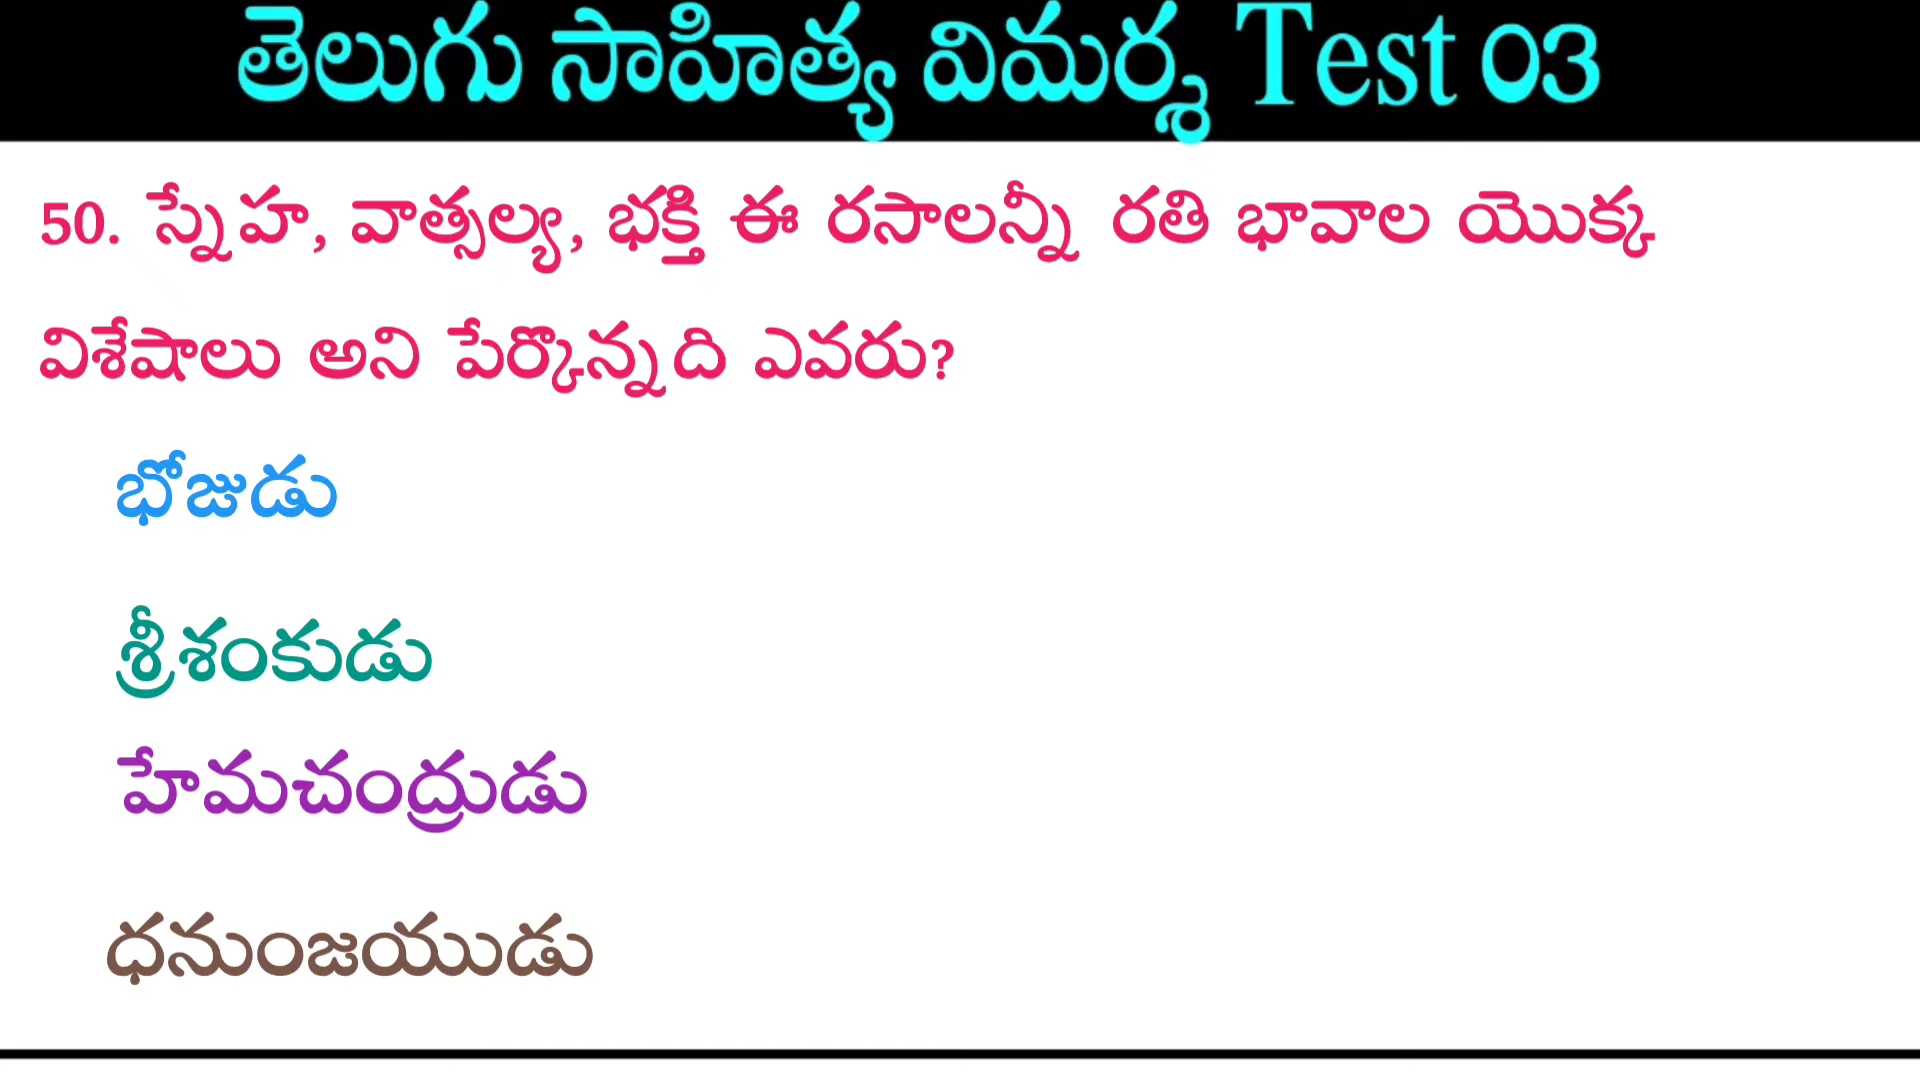 తెలుగు సాహిత్య విమర్శ Test 03
50. స్నేహ, వాత్సల్య, భక్తి ఈ రసాలన్నీ రతి భావాల యొక్క
విశేషాలు అని పేర్కొన్నది ఎవరు?
భోజుడు
శ్రీశంకుడు
హేమచంద్రుడు
ధనుంజయుడు